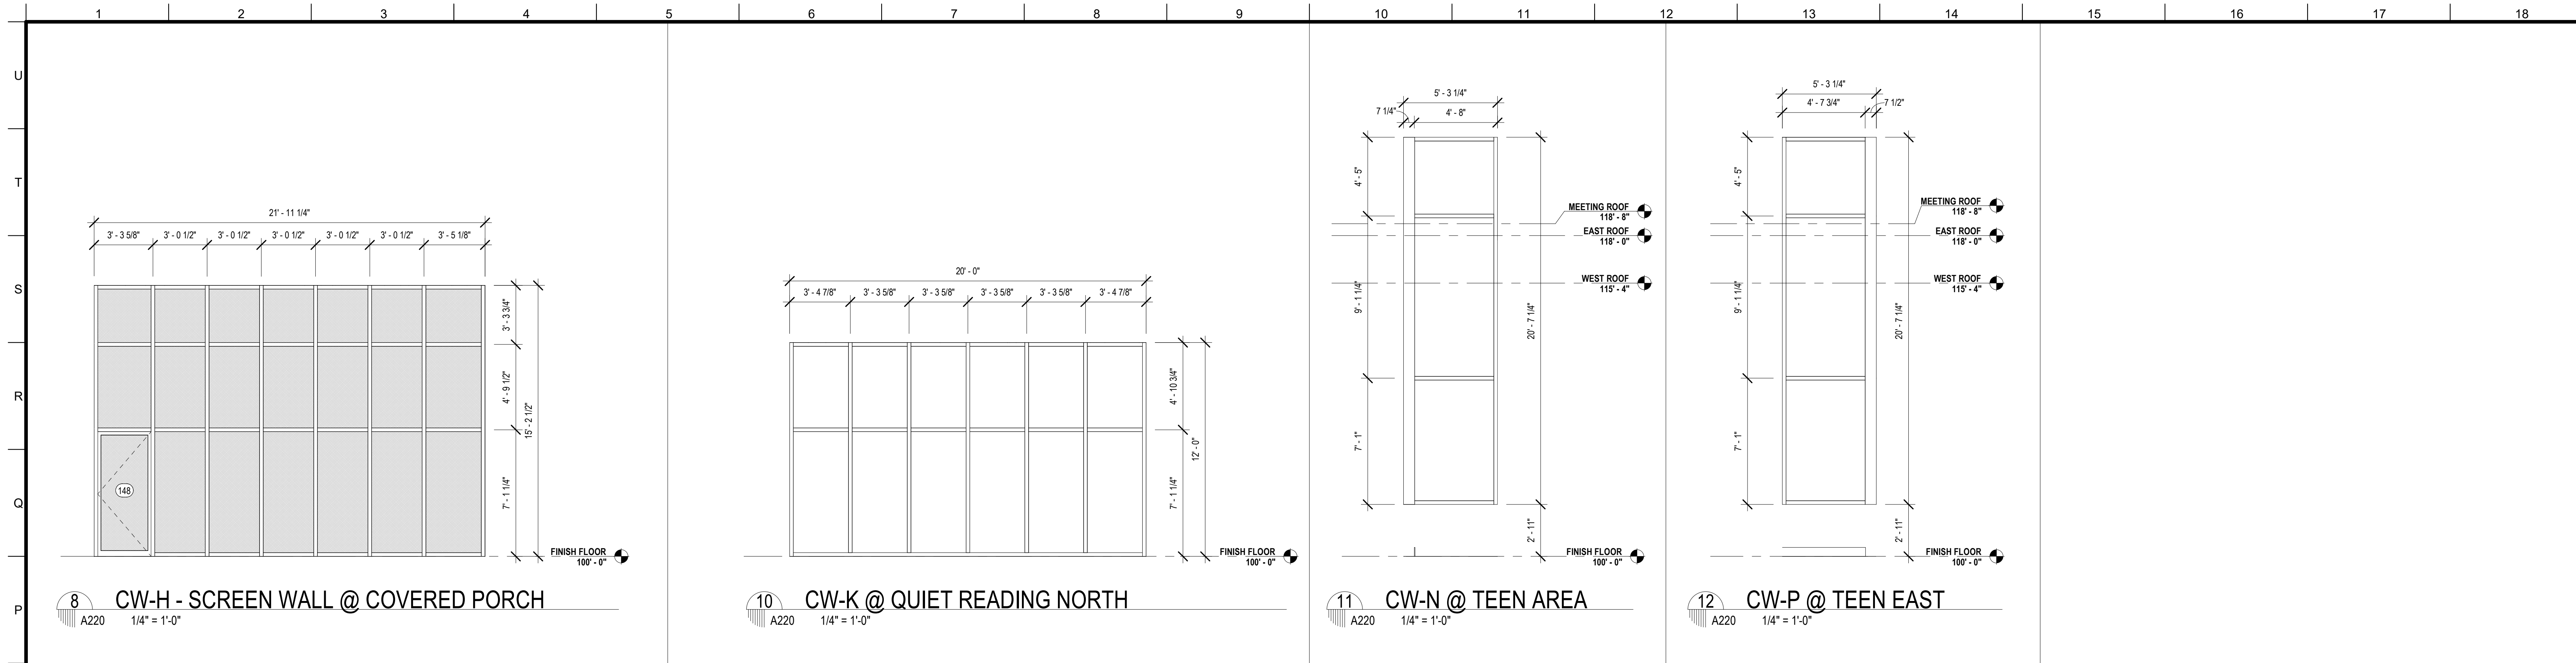 1 2 3 4 5 6 7 8 9 10 11 12 13 14 15 16 17 18
U
T
S
R
Q
P
21' - 11 1/4"
3' - 3 5/8" 3' - 0 1/2" 3' - 0 1/2" 3' - 0 1/2" 3' - 0 1/2" 3' - 0 1/2" 3' - 5 1/8"
3' - 3 3/4"
4' - 9 1/2"
15' - 2 1/2"
7' - 1 1/4"
148
FINISH FLOOR
100' - 0"
8 CW-H - SCREEN WALL @ COVERED PORCH
A220 1/4" = 1'-0"
20' - 0"
3' - 4 7/8" 3' - 3 5/8" 3' - 3 5/8" 3' - 3 5/8" 3' - 3 5/8" 3' - 4 7/8"
4' - 10 3/4"
12' - 0"
7' - 1 1/4"
FINISH FLOOR
100' - 0"
10 CW-K @ QUIET READING NORTH
A220 1/4" = 1'-0"
5' - 3 1/4"
7 1/4" 4' - 8"
4' - 5"
MEETING ROOF
118' - 8"
EAST ROOF
118' - 0"
WEST ROOF
115' - 4"
9' - 1 1/4"
20' - 7 1/4"
7' - 1"
2' - 11"
FINISH FLOOR
100' - 0"
11 CW-N @ TEEN AREA
A220 1/4" = 1'-0"
5' - 3 1/4"
4' - 7 3/4" 7 1/2"
4' - 5"
MEETING ROOF
118' - 8"
EAST ROOF
118' - 0"
WEST ROOF
115' - 4"
9' - 1 1/4"
20' - 7 1/4"
7' - 1"
2' - 11"
FINISH FLOOR
100' - 0"
12 CW-P @ TEEN EAST
A220 1/4" = 1'-0"